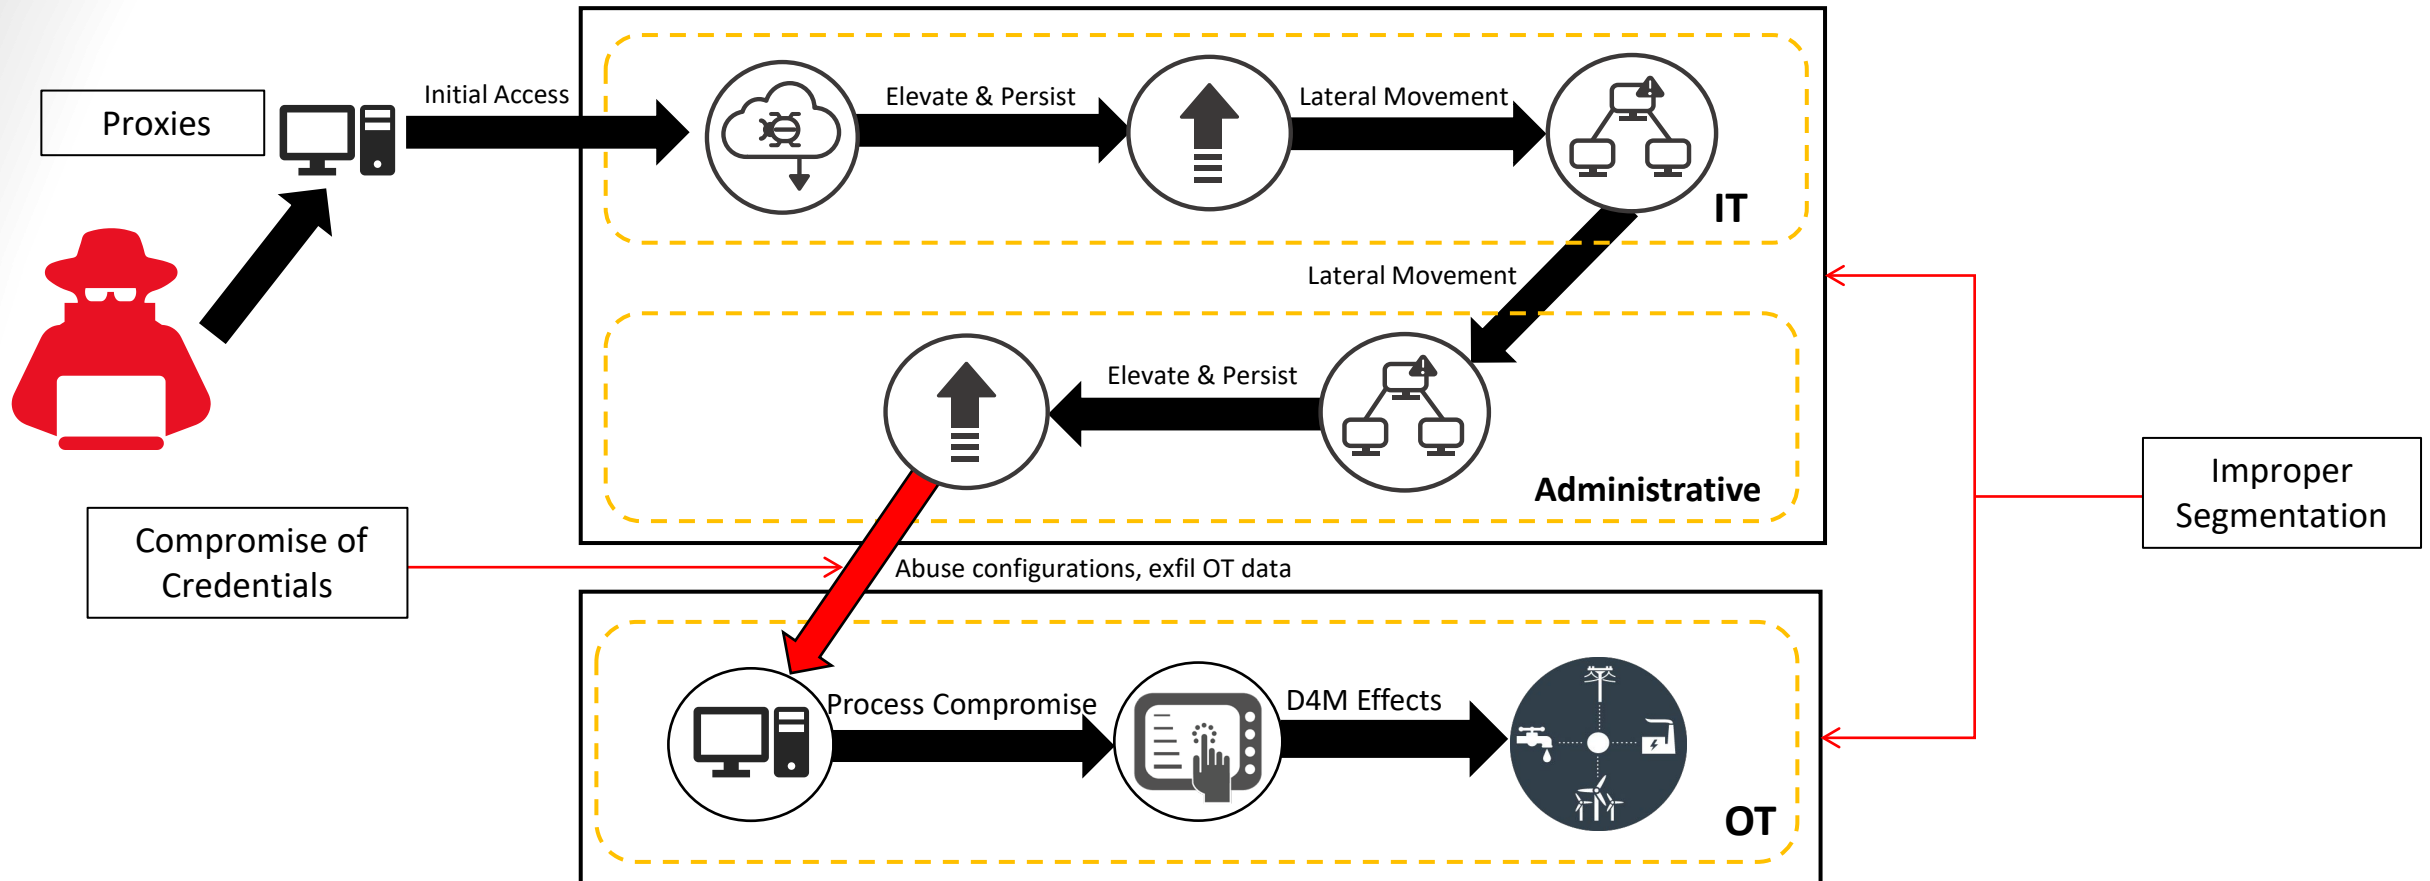 Proxies
Initial Access
Elevate & Persist
Lateral Movement
IT
Lateral Movement
Elevate & Persist
Administrative
Improper
Segmentation
Compromise of
Credentials
Abuse configurations, exfil OT data
Process Compromise
D4M Effects
OT